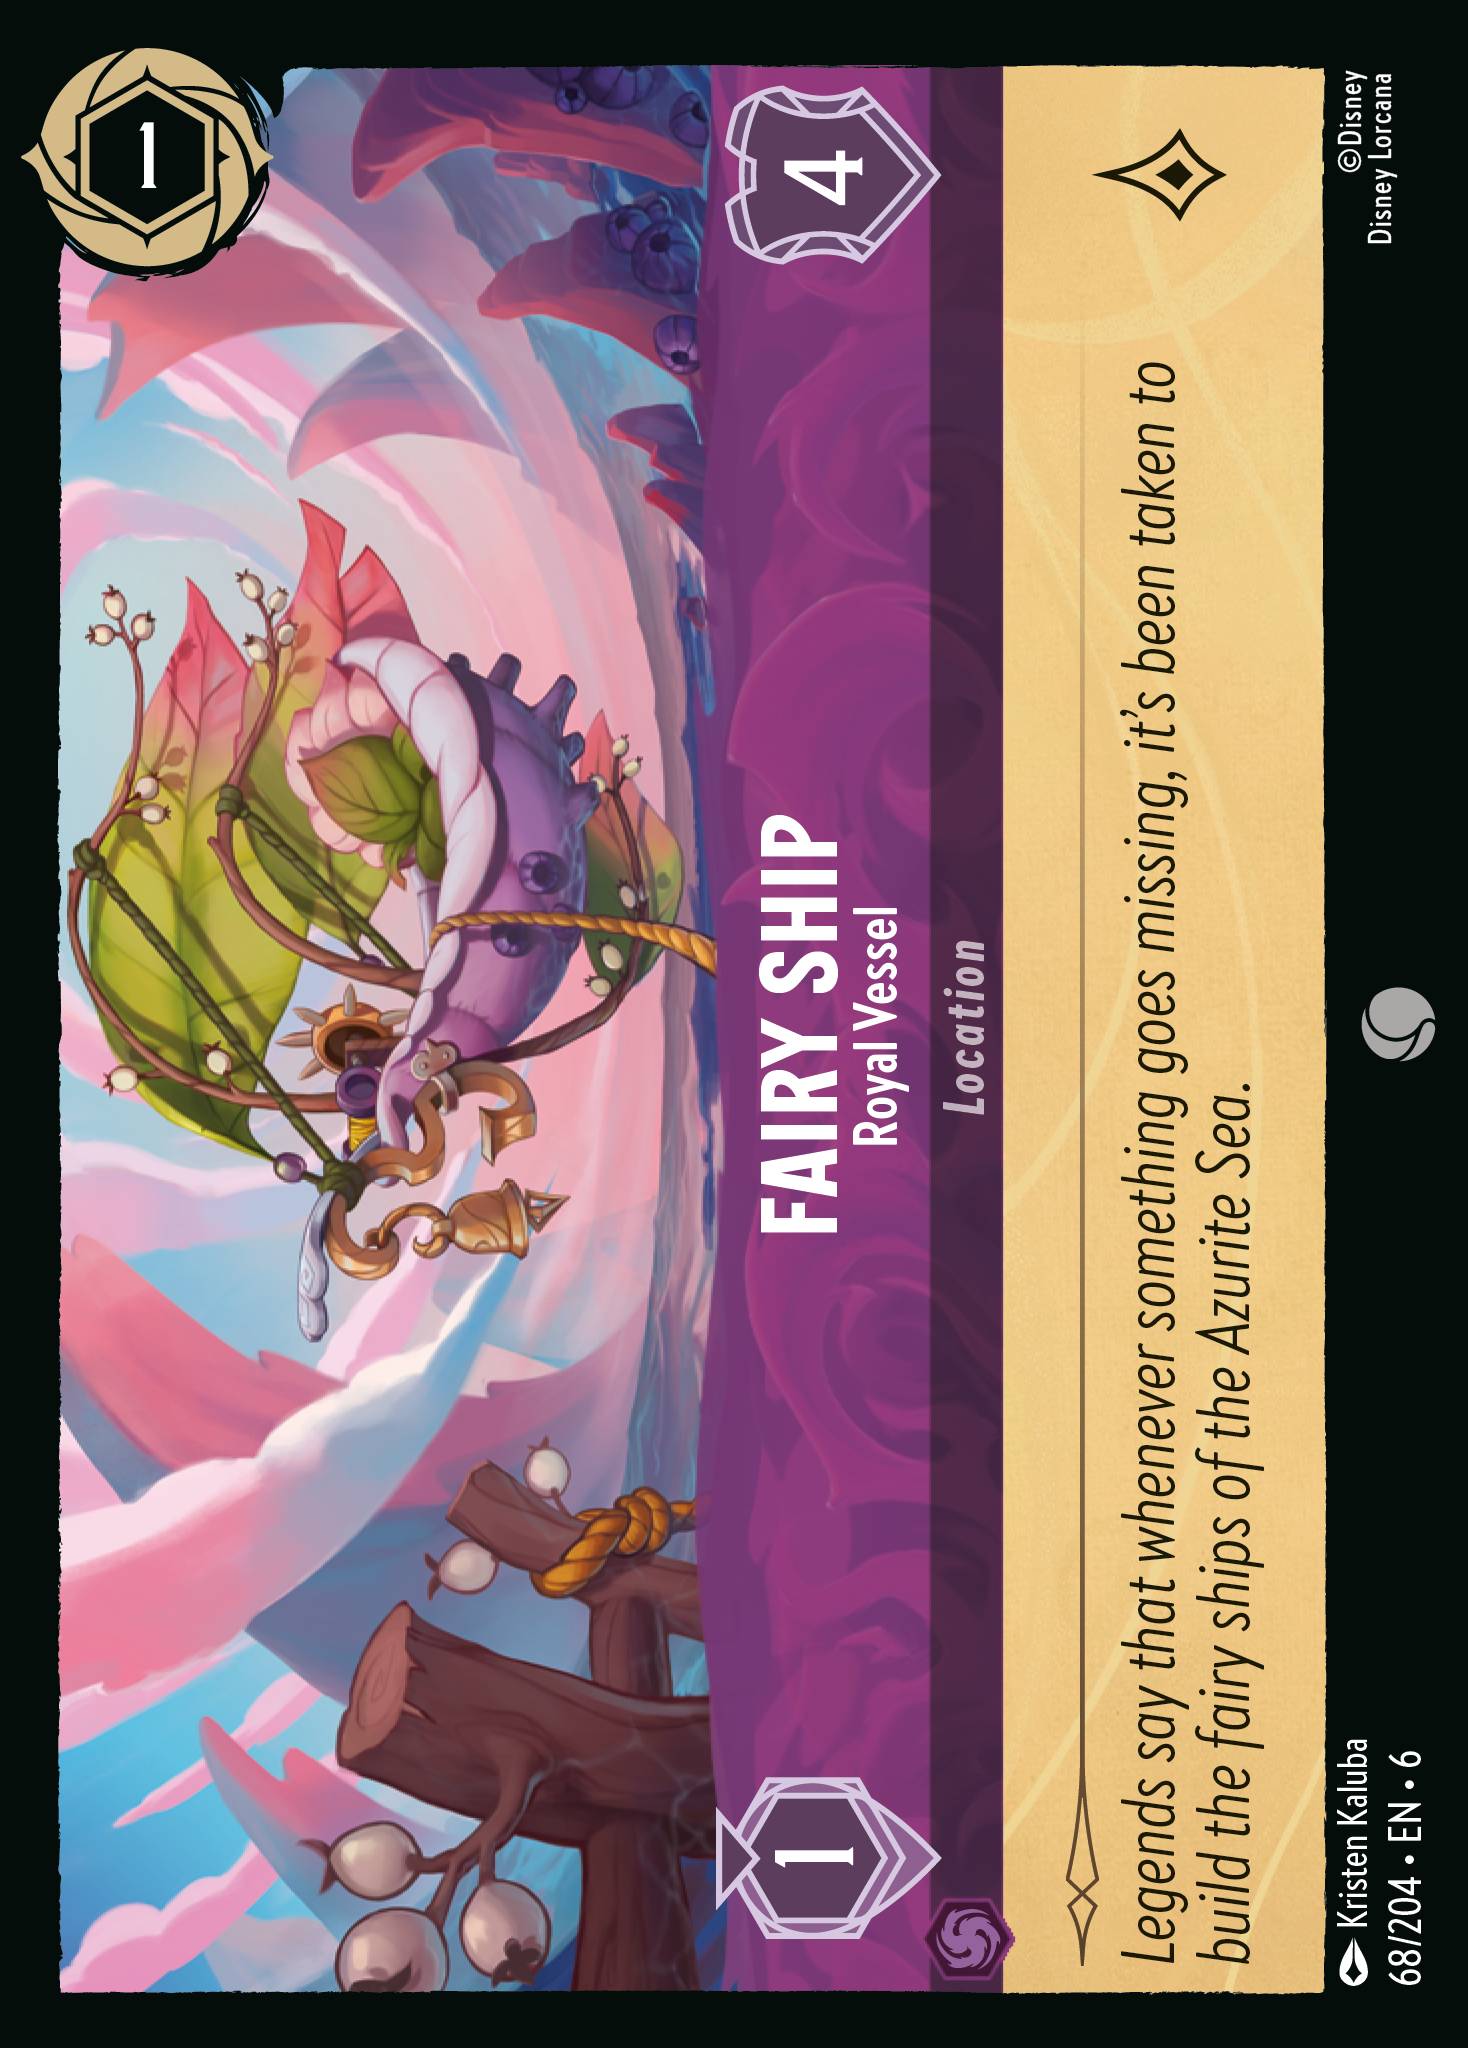 1
4
1
FAIRY SHIP
Royal Vessel
Location
Legends say that whenever something goes missing, it's been taken to
build the fairy ships of the Azurite Sea.
Kristen Kaluba
68/204 • EN • 6
©Disney
Disney Lorcana